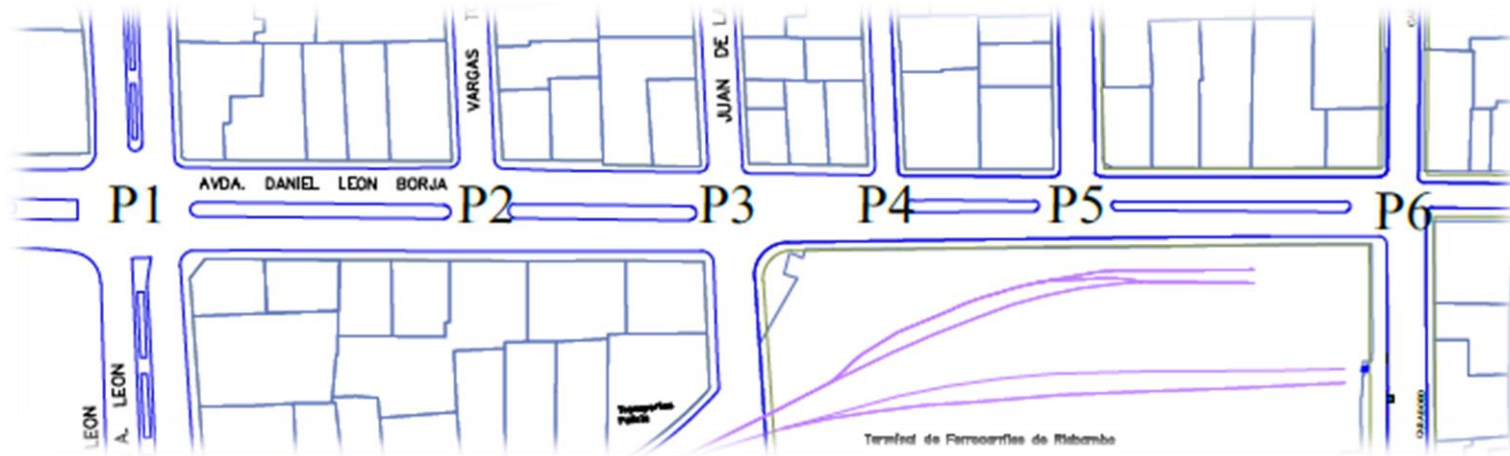 VARGAS
JUAN DE
AVDA. DANIEL LEON BORJA
P1 P2 P3 P4 P5 P6
LEON
A. LEON
Terminal de Ferrocarriles de Riobamba